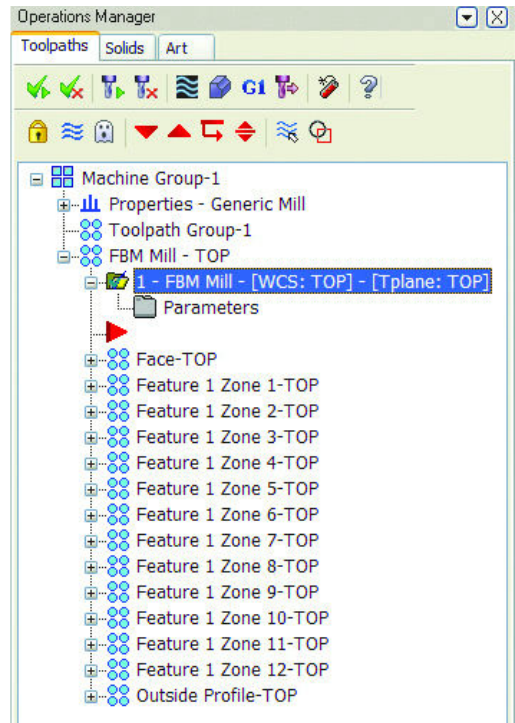 Operations Manager
Toolpaths Solids Art
G1
Machine Group-1
Properties - Generic Mill
Toolpath Group-1
FBM Mill - TOP
1 - FBM Mill - [WCS: TOP] - [Tplane: TOP]
Parameters
Face-TOP
Feature 1 Zone 1-TOP
Feature 1 Zone 2-TOP
Feature 1 Zone 3-TOP
Feature 1 Zone 4-TOP
Feature 1 Zone 5-TOP
Feature 1 Zone 6-TOP
Feature 1 Zone 7-TOP
Feature 1 Zone 8-TOP
Feature 1 Zone 9-TOP
Feature 1 Zone 10-TOP
Feature 1 Zone 11-TOP
Feature 1 Zone 12-TOP
Outside Profile-TOP